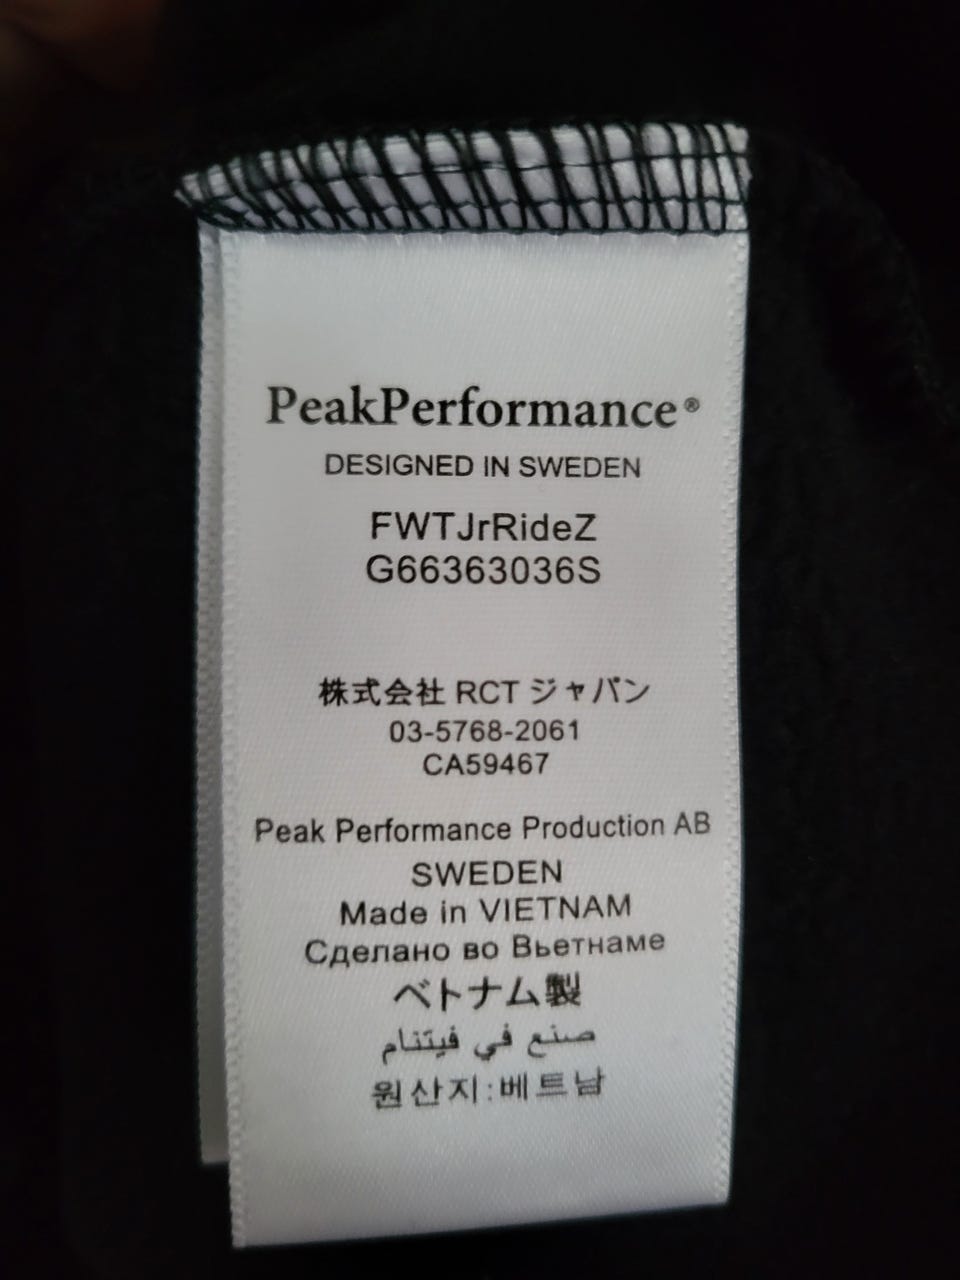 PeakPerformance®
DESIGNED IN SWEDEN
FWTJrRideZ
G66363036S
株式会社 RCT ジャパン
03-5768-2061
CA59467
Peak Performance Production AB
SWEDEN
Made in VIETNAM
Сделано во Вьетнаме
ベトナム製
صنع في فيتنام
원산지:베트남